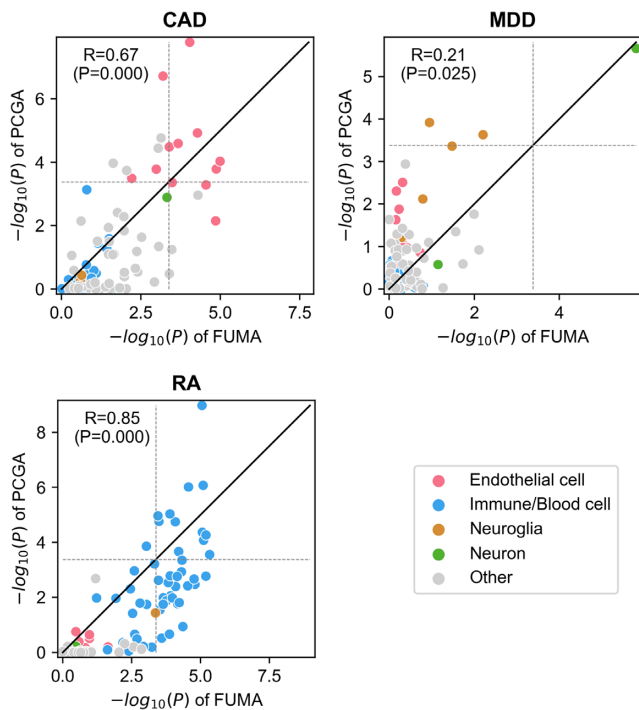 CAD
R=0.67
(P=0.000)
−log₁₀(P) of PCGA
6
4
2
0
0.0
2.5
5.0
7.5
−log₁₀(P) of FUMA
MDD
R=0.21
(P=0.025)
−log₁₀(P) of PCGA
5
4
3
2
1
0
0
2
4
−log₁₀(P) of FUMA
RA
R=0.85
(P=0.000)
−log₁₀(P) of PCGA
8
6
4
2
0
0.0
2.5
5.0
7.5
−log₁₀(P) of FUMA
Endothelial cell
Immune/Blood cell
Neuroglia
Neuron
Other